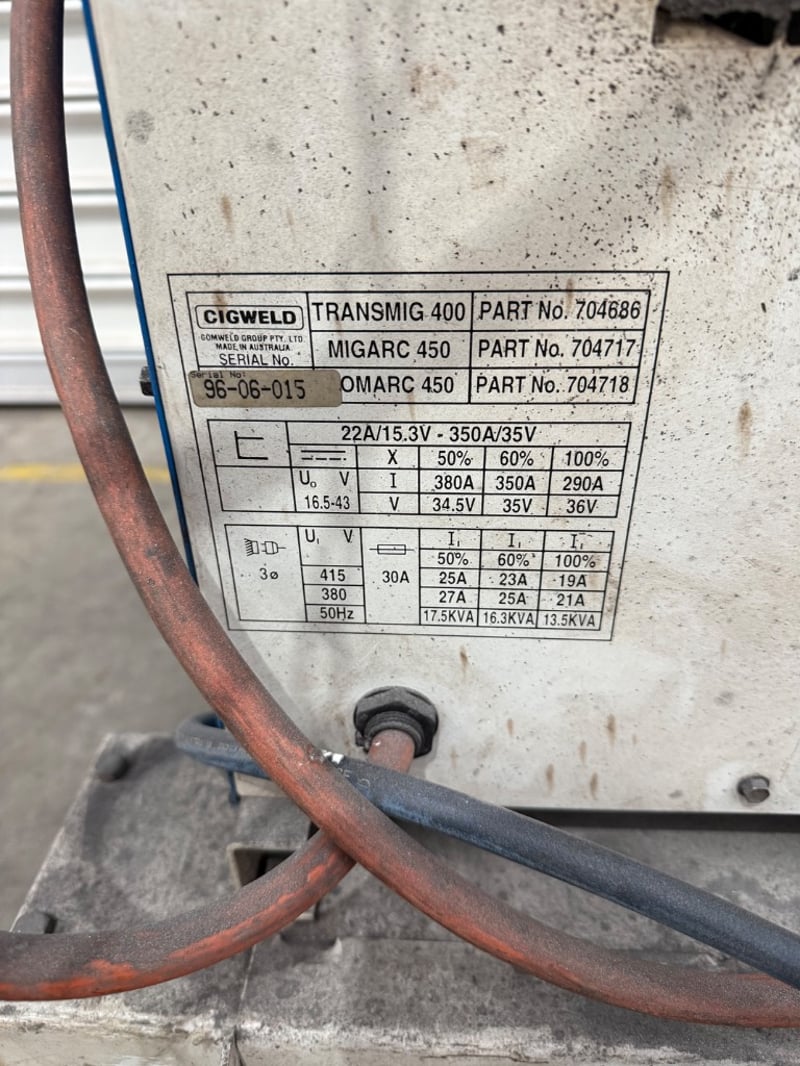 CIGWELD TRANSMIG 400 PART No. 704686
COMWELD GROUP PTY. LTD.
MADE IN AUSTRALIA
SERIAL No. MIGARC 450 PART No. 704717
Serial No:
96-06-015 OMARC 450 PART No. 704718
22A/15.3V - 350A/35V
X 50% 60% 100%
U₀ V I 380A 350A 290A
16.5-43 V 34.5V 35V 36V
U₁ V I₁ I₁ I₁
50% 60% 100%
3ø 415 30A 25A 23A 19A
380 27A 25A 21A
50Hz 17.5KVA 16.3KVA 13.5KVA